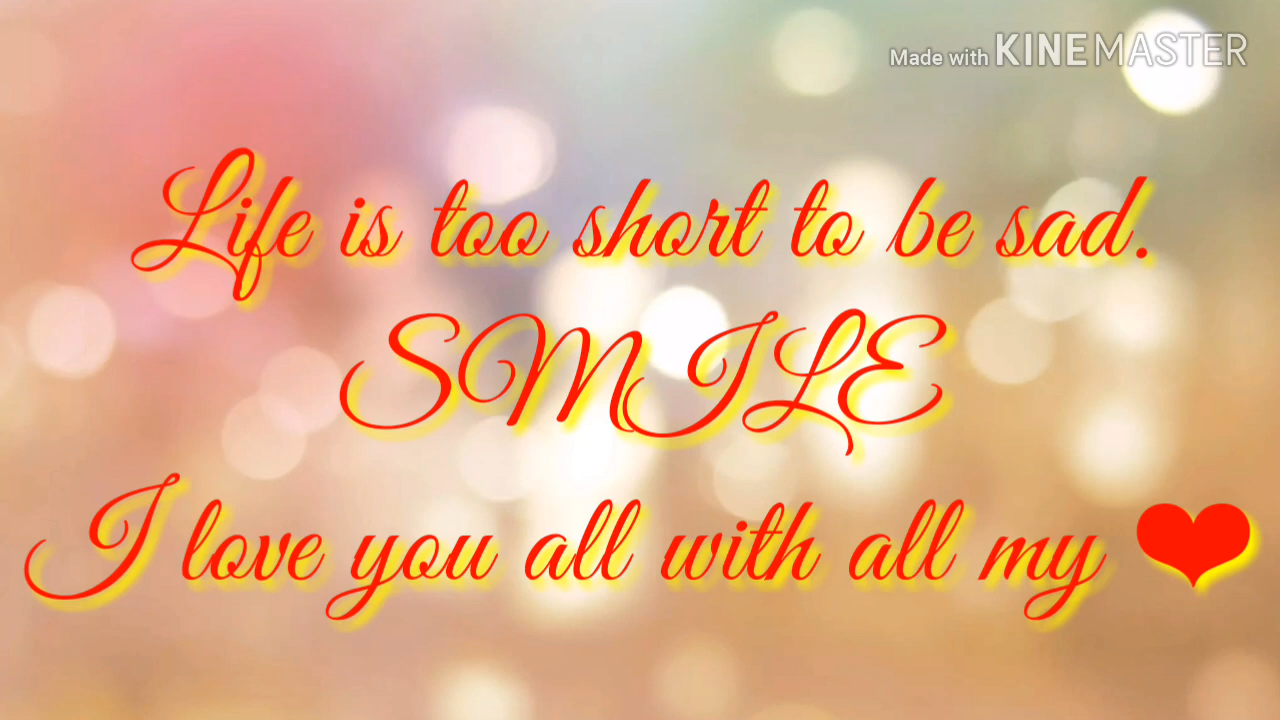 Made with KINEMASTER
Life is too short to be sad.
SMILE
I love you all with all my ❤